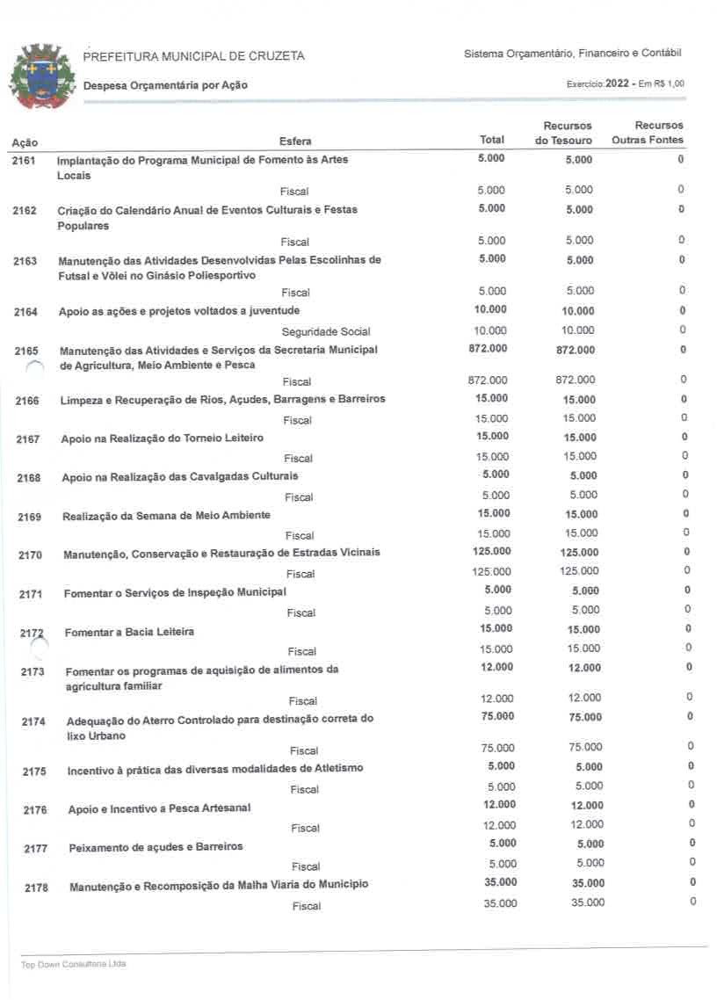 PREFEITURA MUNICIPAL DE CRUZETA
Sistema Orçamentário, Financeiro e Contábil
Despesa Orçamentária por Ação
Exercício: 2022 - Em R$ 1,00
Ação Esfera Total Recursos do Tesouro Recursos Outras Fontes
2161 Implantação do Programa Municipal de Fomento às Artes 5.000 5.000 0
Locais
Fiscal 5.000 5.000 0
2162 Criação do Calendário Anual de Eventos Culturais e Festas 5.000 5.000 0
Populares
Fiscal 5.000 5.000 0
2163 Manutenção das Atividades Desenvolvidas Pelas Escolinhas de 5.000 5.000 0
Futsal e Vôlei no Ginásio Poliesportivo
Fiscal 5.000 5.000 0
2164 Apoio as ações e projetos voltados a juventude 10.000 10.000 0
Seguridade Social 10.000 10.000 0
2165 Manutenção das Atividades e Serviços da Secretaria Municipal 872.000 872.000 0
de Agricultura, Meio Ambiente e Pesca
Fiscal 872.000 872.000 0
2166 Limpeza e Recuperação de Rios, Açudes, Barragens e Barreiros 15.000 15.000 0
Fiscal 15.000 15.000 0
2167 Apoio na Realização do Torneio Leiteiro 15.000 15.000 0
Fiscal 15.000 15.000 0
2168 Apoio na Realização das Cavalgadas Culturais 5.000 5.000 0
Fiscal 5.000 5.000 0
2169 Realização da Semana de Meio Ambiente 15.000 15.000 0
Fiscal 15.000 15.000 0
2170 Manutenção, Conservação e Restauração de Estradas Vicinais 125.000 125.000 0
Fiscal 125.000 125.000 0
2171 Fomentar o Serviços de Inspeção Municipal 5.000 5.000 0
Fiscal 5.000 5.000 0
2172 Fomentar a Bacia Leiteira 15.000 15.000 0
Fiscal 15.000 15.000 0
2173 Fomentar os programas de aquisição de alimentos da 12.000 12.000 0
agricultura familiar
Fiscal 12.000 12.000 0
2174 Adequação do Aterro Controlado para destinação correta do 75.000 75.000 0
lixo Urbano
Fiscal 75.000 75.000 0
2175 Incentivo à prática das diversas modalidades de Atletismo 5.000 5.000 0
Fiscal 5.000 5.000 0
2176 Apoio e Incentivo a Pesca Artesanal 12.000 12.000 0
Fiscal 12.000 12.000 0
2177 Peixamento de açudes e Barreiros 5.000 5.000 0
Fiscal 5.000 5.000 0
2178 Manutenção e Recomposição da Malha Viaria do Municipio 35.000 35.000 0
Fiscal 35.000 35.000 0
Top Down Consultoria Ltda